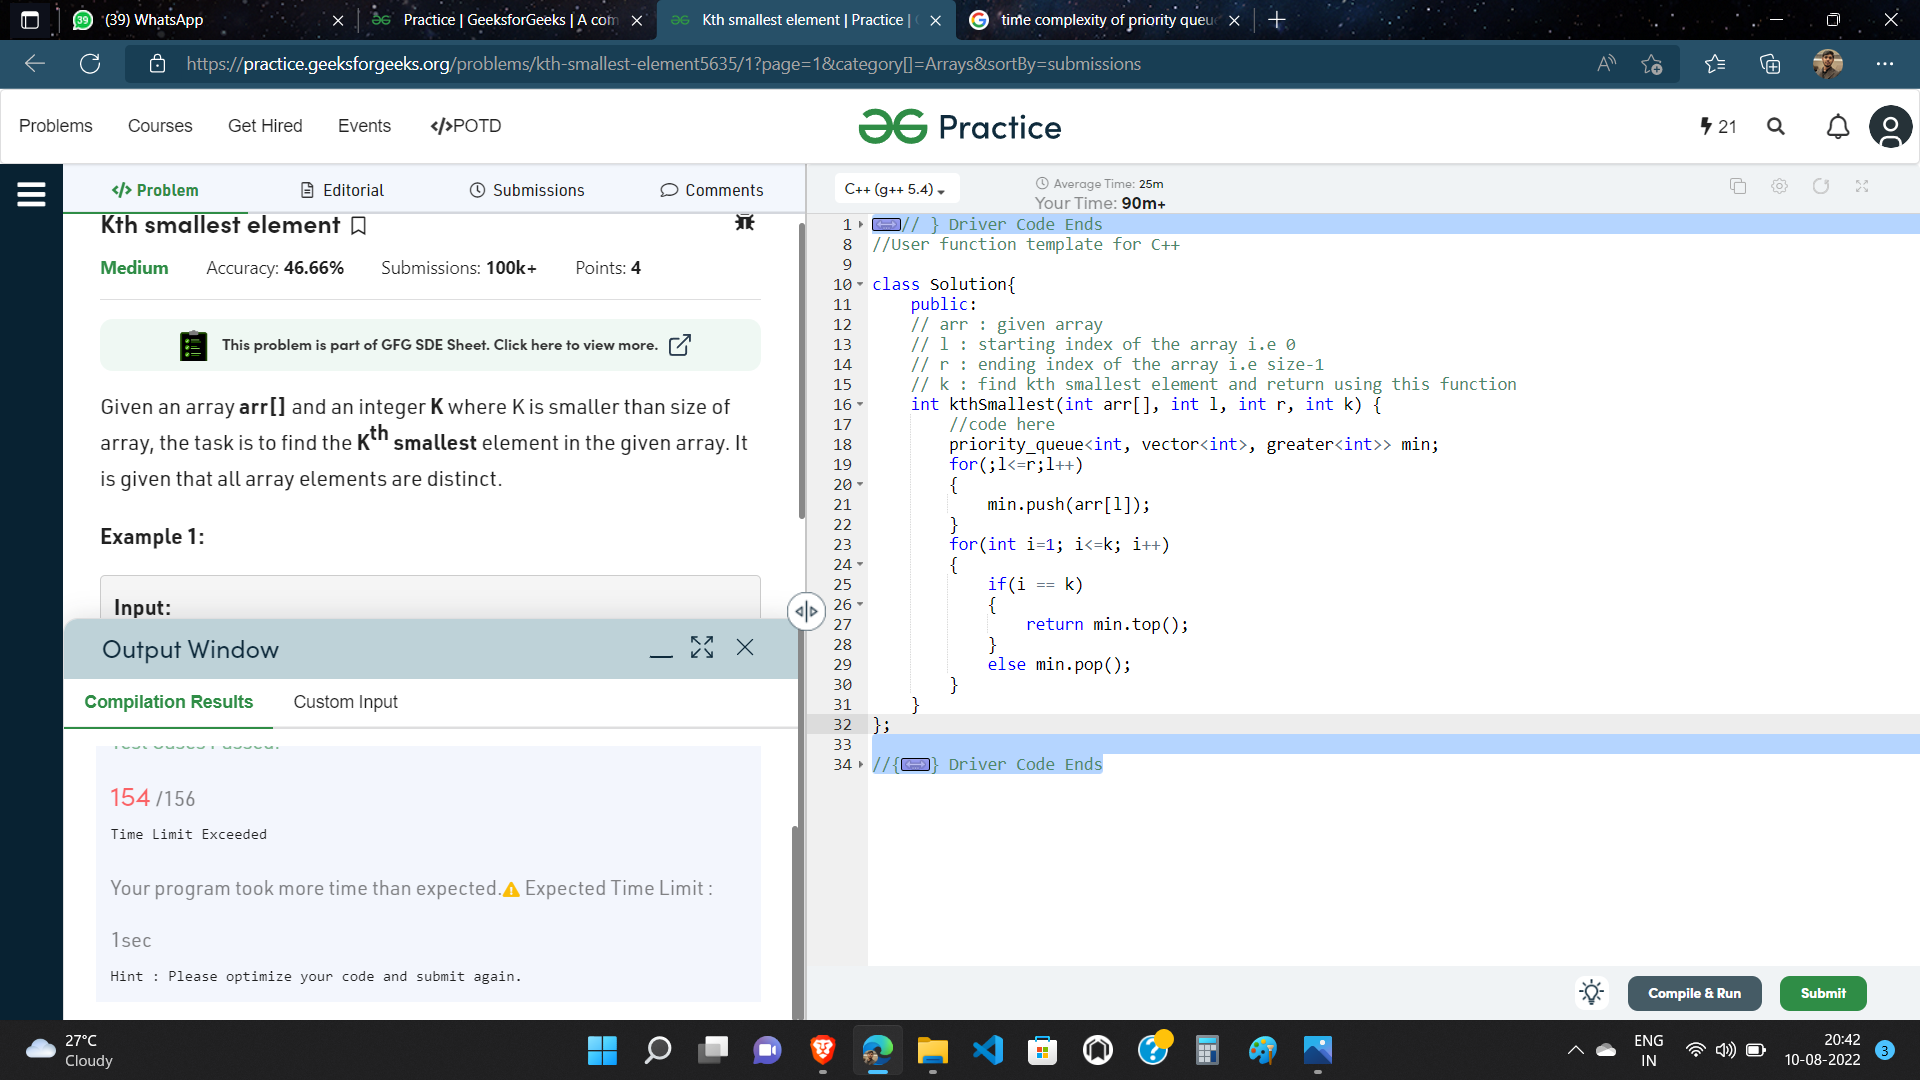 (39) WhatsApp
Practice | GeeksforGeeks | A com
Kth smallest element | Practice |
time complexity of priority queu
https://practice.geeksforgeeks.org/problems/kth-smallest-element5635/1?page=1&category[]=Arrays&sortBy=submissions
Problems Courses Get Hired Events </>POTD
Practice
21
</> Problem Editorial Submissions Comments
C++ (g++ 5.4)
Average Time: 25m
Your Time: 90m+
Kth smallest element
Medium Accuracy: 46.66% Submissions: 100k+ Points: 4
This problem is part of GFG SDE Sheet. Click here to view more.
Given an array arr[] and an integer K where K is smaller than size of
array, the task is to find the Kth smallest element in the given array. It
is given that all array elements are distinct.
Example 1:
Input:
Output Window
Compilation Results Custom Input
Test Cases Passed:
154 /156
Time Limit Exceeded
Your program took more time than expected. Expected Time Limit :
1sec
Hint : Please optimize your code and submit again.
1 // } Driver Code Ends
8 //User function template for C++
9
10 class Solution{
11 public:
12 // arr : given array
13 // l : starting index of the array i.e 0
14 // r : ending index of the array i.e size-1
15 // k : find kth smallest element and return using this function
16 int kthSmallest(int arr[], int l, int r, int k) {
17 //code here
18 priority_queue<int, vector<int>, greater<int>> min;
19 for(;l<=r;l++)
20 {
21 min.push(arr[l]);
22 }
23 for(int i=1; i<=k; i++)
24 {
25 if(i == k)
26 {
27 return min.top();
28 }
29 else min.pop();
30 }
31 }
32 };
33
34 //{ } Driver Code Ends
Compile & Run
Submit
27°C
Cloudy
ENG
IN
20:42
10-08-2022
3